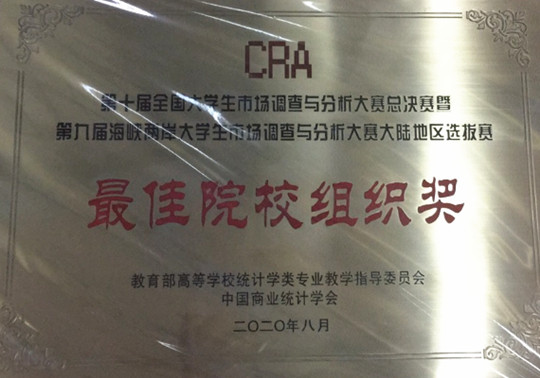 CRA
第十届全国大学生市场调查与分析大赛总决赛暨
第九届海峡两岸大学生市场调查与分析大赛大陆地区选拔赛
最佳院校组织奖
教育部高等学校统计学类专业教学指导委员会
中国商业统计学会
二〇二〇年八月